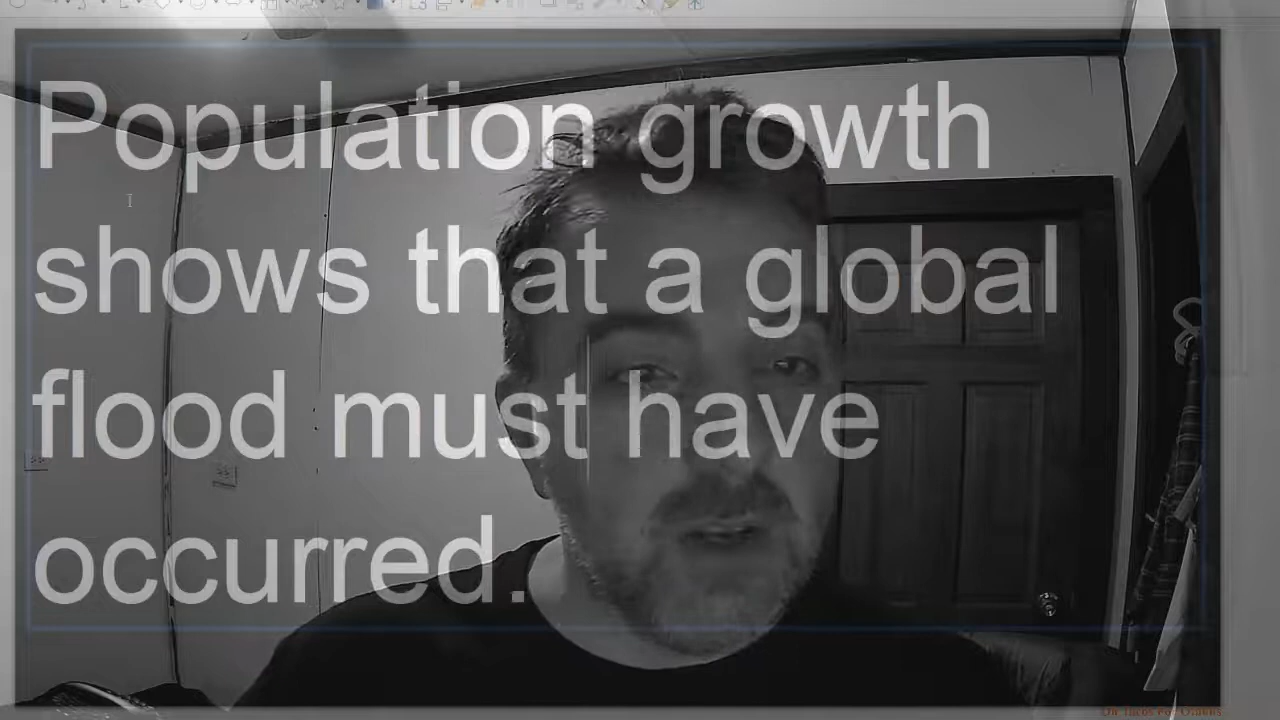 Population growth
shows that a global
flood must have
occurred.